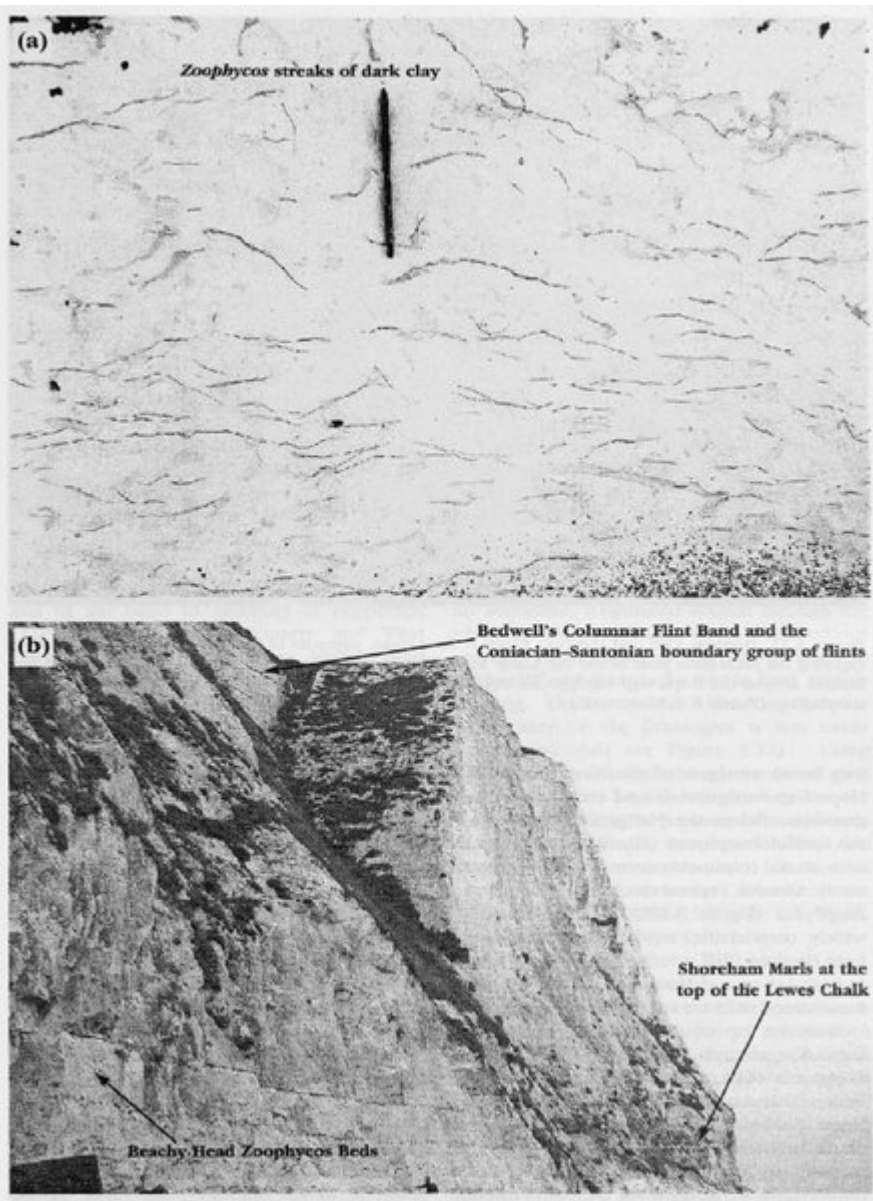 (a)
Zoophycos streaks of dark clay
(b)
Bedwell's Columnar Flint Band and the
Coniacian–Santonian boundary group of flints
Shoreham Marls at the
top of the Lewes Chalk
Beachy Head Zoophycos Beds